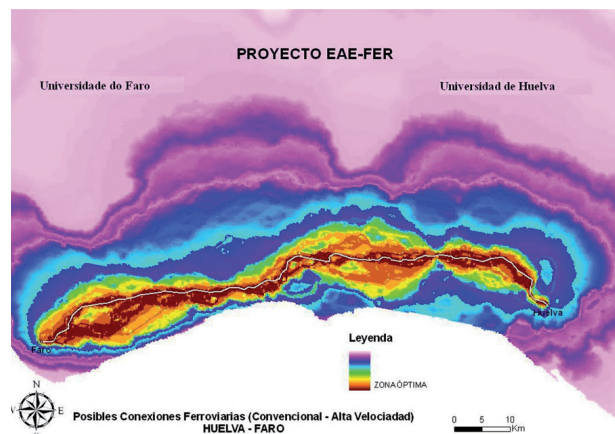 PROYECTO EAE-FER
Universidade do Faro
Universidad de Huelva
Huelva
Faro
Leyenda
ZONA ÓPTIMA
N
W
E
S
Posibles Conexiones Ferroviarias (Convencional - Alta Velociadad)
HUELVA - FARO
0 5 10
Km